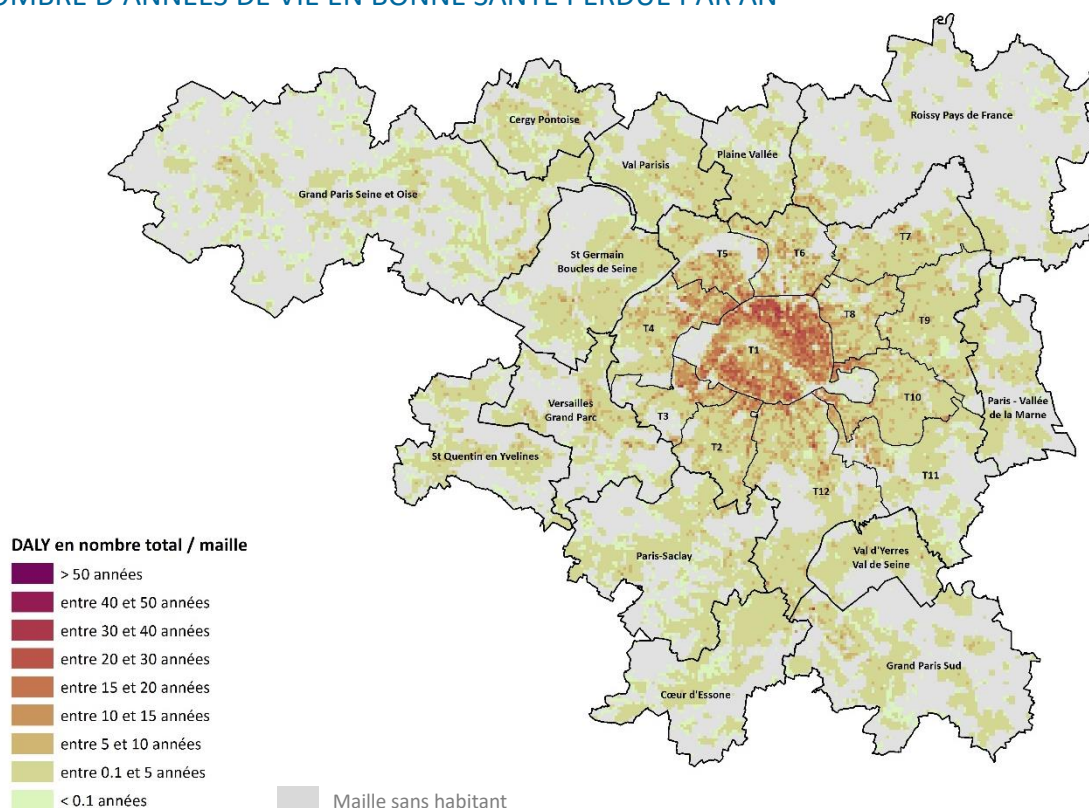 OMBRE D'ANNÉES DE VIE EN BONNE SANTÉ PERDUE PAR AN
Cergy Pontoise
Roissy Pays de France
Val Parisis
Plaine Vallée
Grand Paris Seine et Oise
T7
T5
T6
St Germain
Boucles de Seine
T8
T9
T4
T1
T10
Versailles
Grand Parc
T3
Paris - Vallée
de la Marne
T2
St Quentin en Yvelines
T11
T12
Paris-Saclay
Val d'Yerres
Val de Seine
Grand Paris Sud
Cœur d'Essone
DALY en nombre total / maille
> 50 années
entre 40 et 50 années
entre 30 et 40 années
entre 20 et 30 années
entre 15 et 20 années
entre 10 et 15 années
entre 5 et 10 années
entre 0.1 et 5 années
< 0.1 années
Maille sans habitant